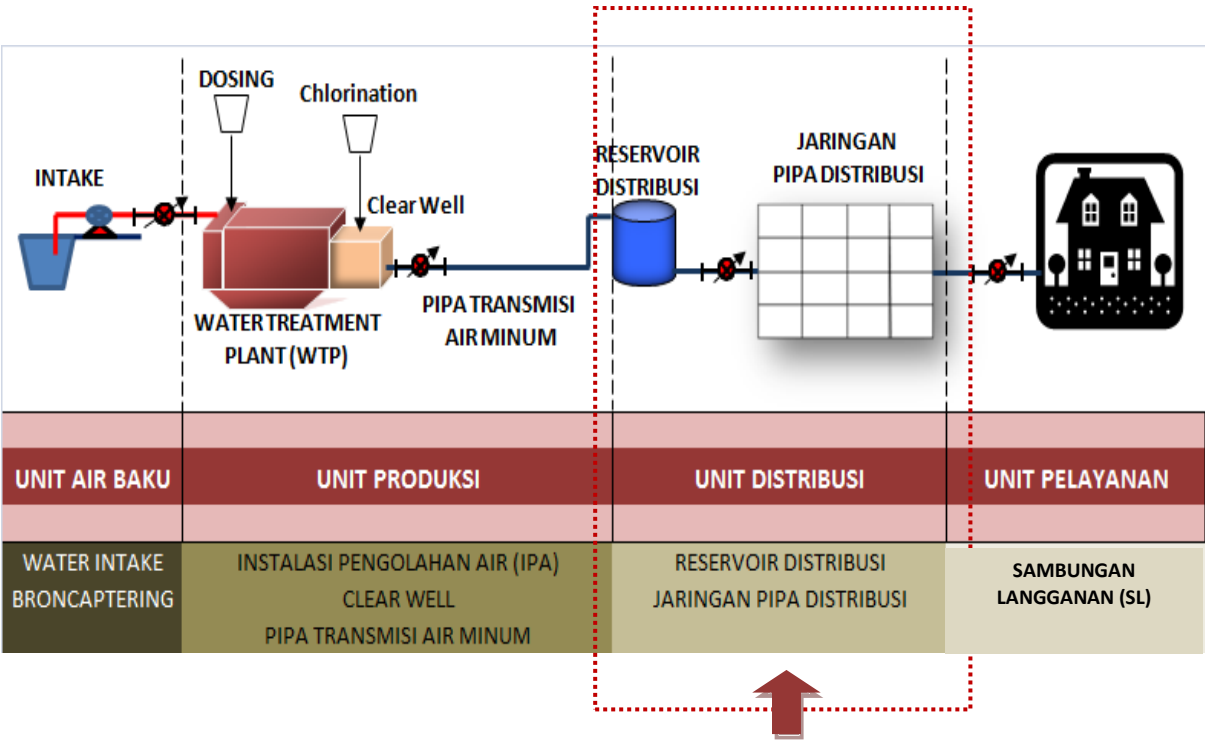 DOSING
Chlorination
INTAKE
Clear Well
WATER TREATMENT
PLANT (WTP)
PIPA TRANSMISI
AIR MINUM
RESERVOIR
DISTRIBUSI
JARINGAN
PIPA DISTRIBUSI
UNIT AIR BAKU
UNIT PRODUKSI
UNIT DISTRIBUSI
UNIT PELAYANAN
WATER INTAKE
BRONCAPTERING
INSTALASI PENGOLAHAN AIR (IPA)
CLEAR WELL
PIPA TRANSMISI AIR MINUM
RESERVOIR DISTRIBUSI
JARINGAN PIPA DISTRIBUSI
SAMBUNGAN
LANGGANAN (SL)